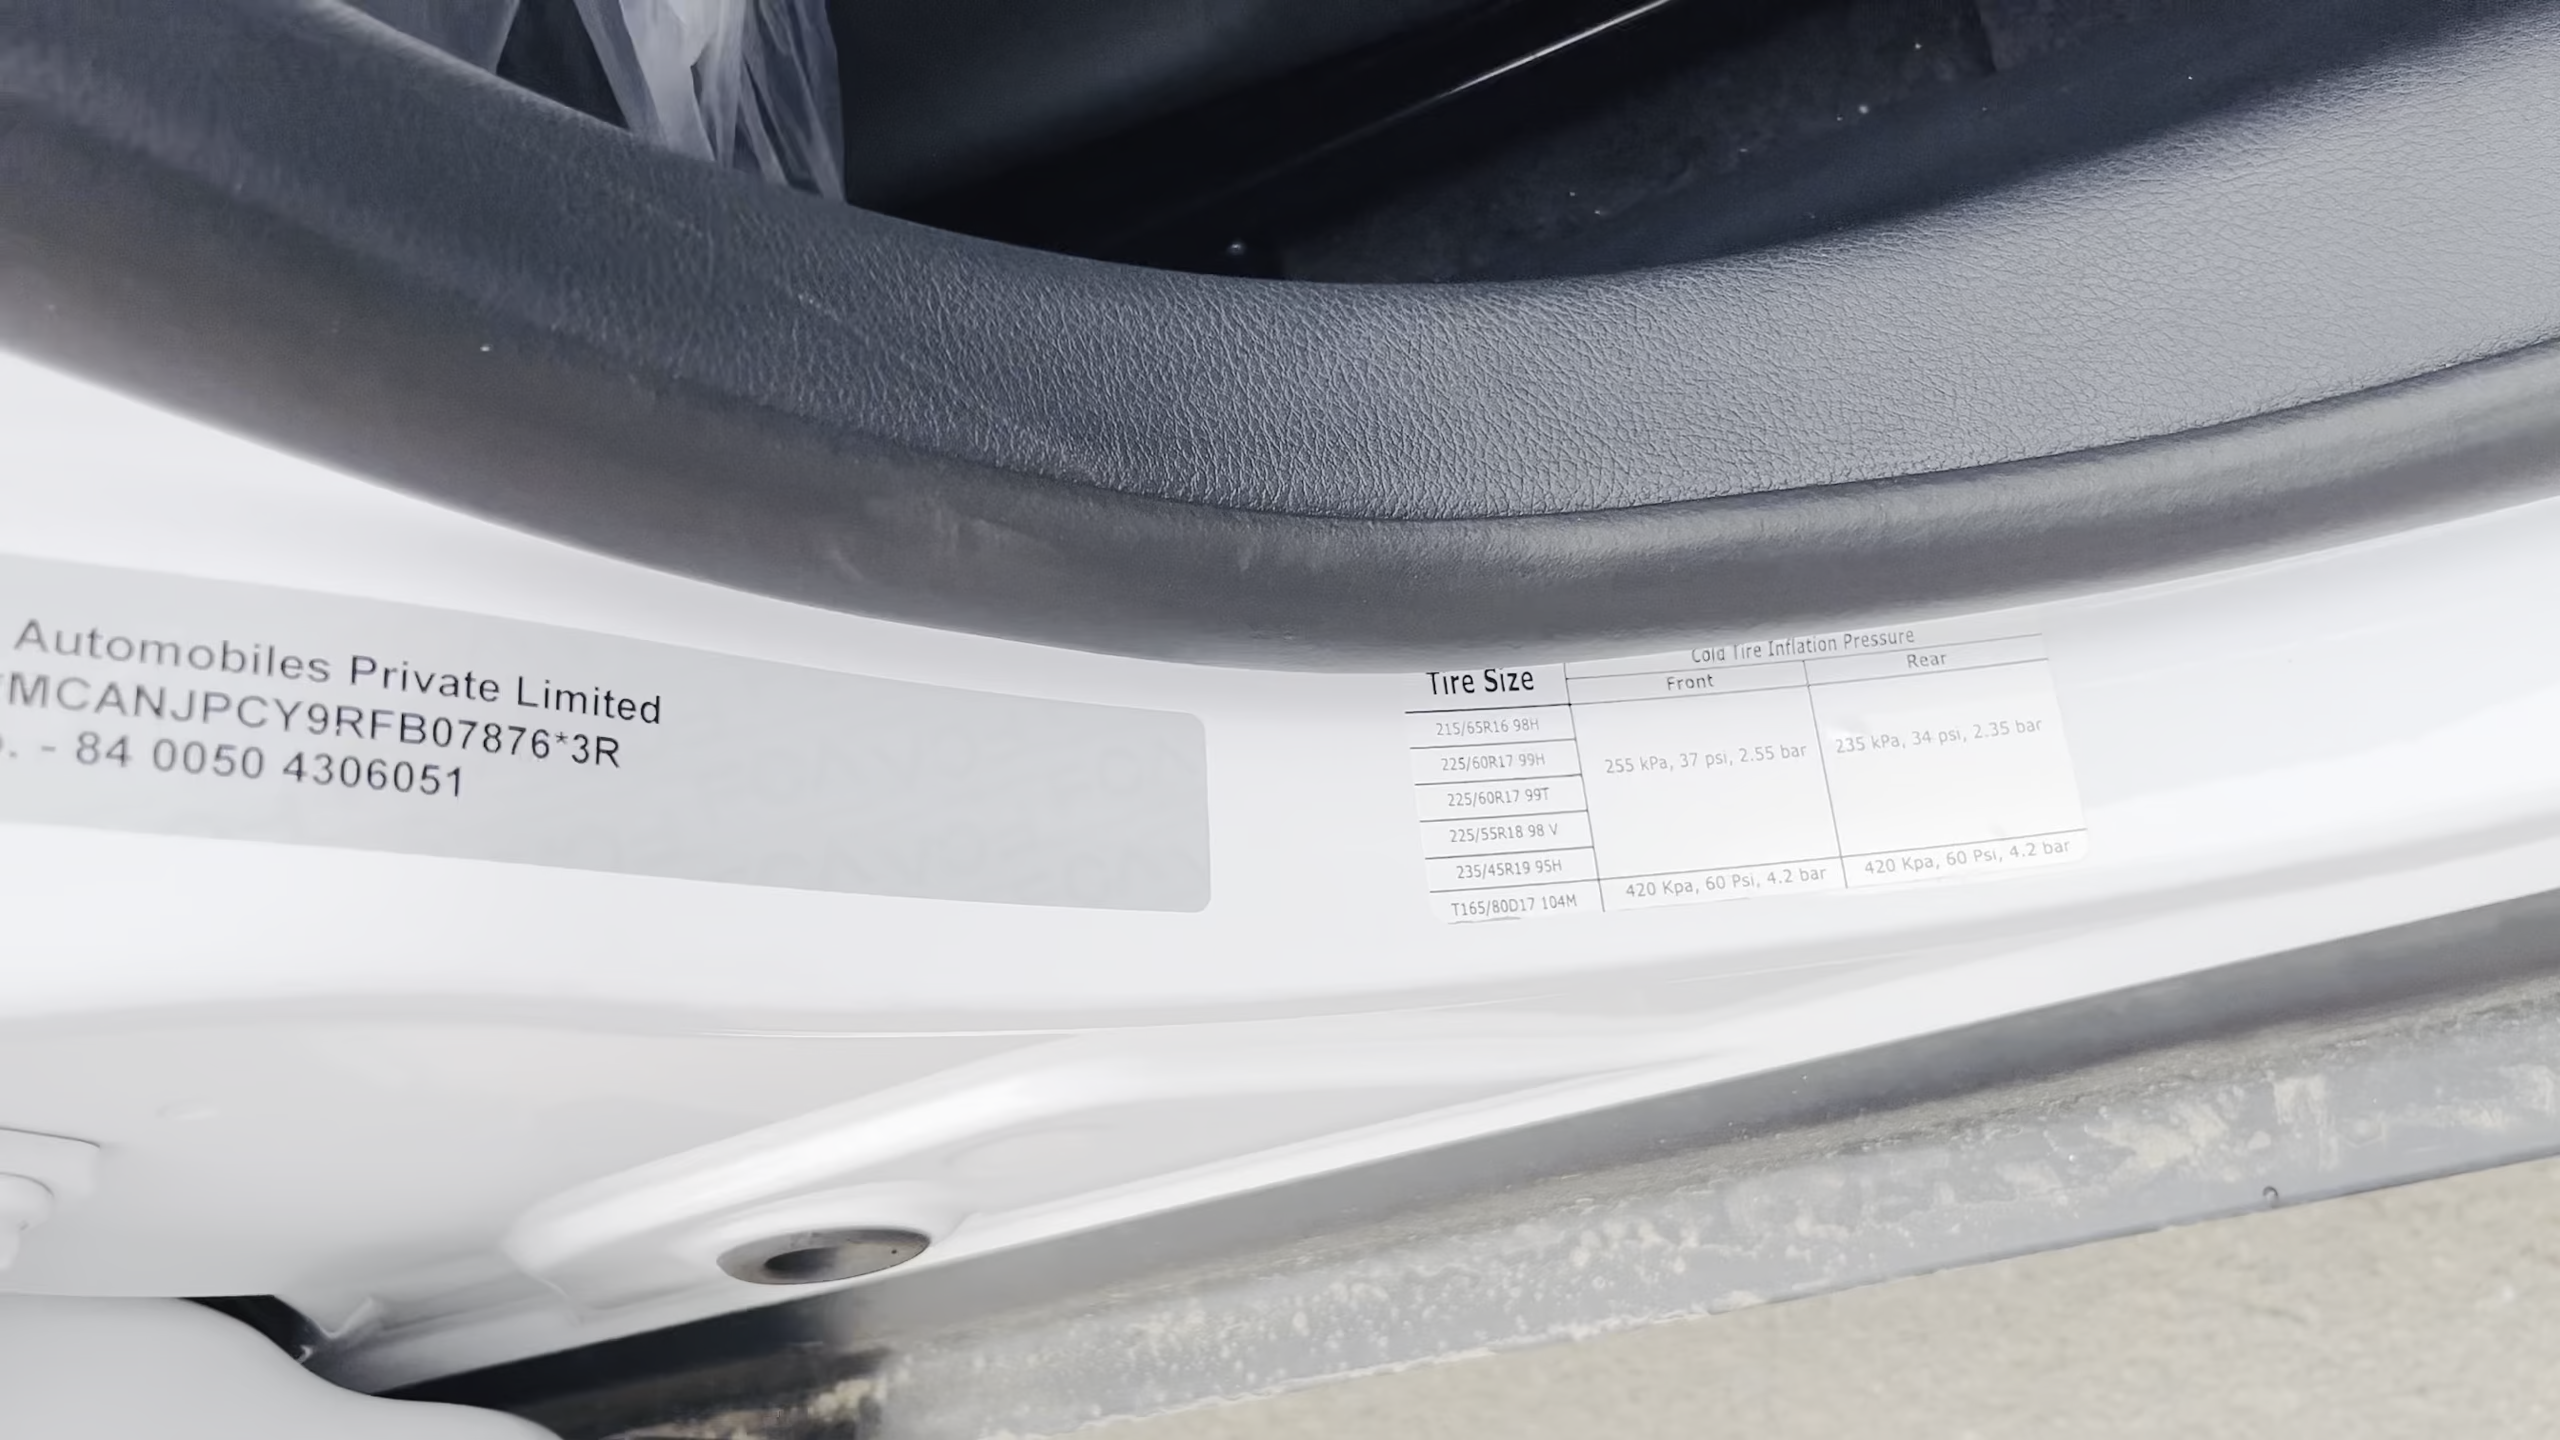 Automobiles Private Limited
*MCANJPCY9RFB07876*3R
. - 84 0050 4306051
Cold Tire Inflation Pressure
Tire Size
Front
Rear
215/65R16 98H
225/60R17 99H
225/60R17 99T
225/55R18 98 V
235/45R19 95H
255 kPa, 37 psi, 2.55 bar
235 kPa, 34 psi, 2.35 bar
T165/80D17 104M
420 Kpa, 60 Psi, 4.2 bar
420 Kpa, 60 Psi, 4.2 bar